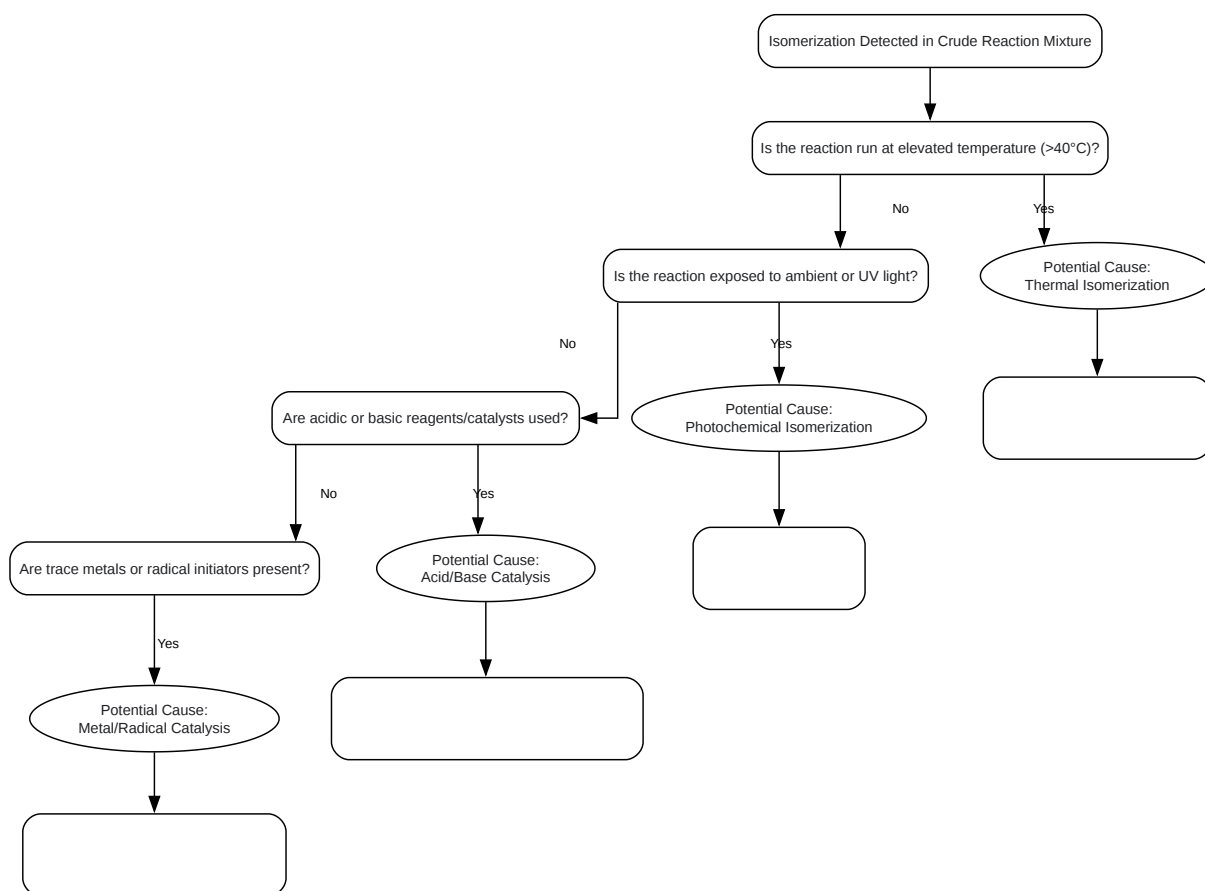 Isomerization Detected in Crude Reaction Mixture
Is the reaction run at elevated temperature (>40°C)?
No
Yes
Is the reaction exposed to ambient or UV light?
Potential Cause:
Thermal Isomerization
No
Yes
Are acidic or basic reagents/catalysts used?
Potential Cause:
Photochemical Isomerization
No
Yes
Are trace metals or radical initiators present?
Potential Cause:
Acid/Base Catalysis
Yes
Potential Cause:
Metal/Radical Catalysis